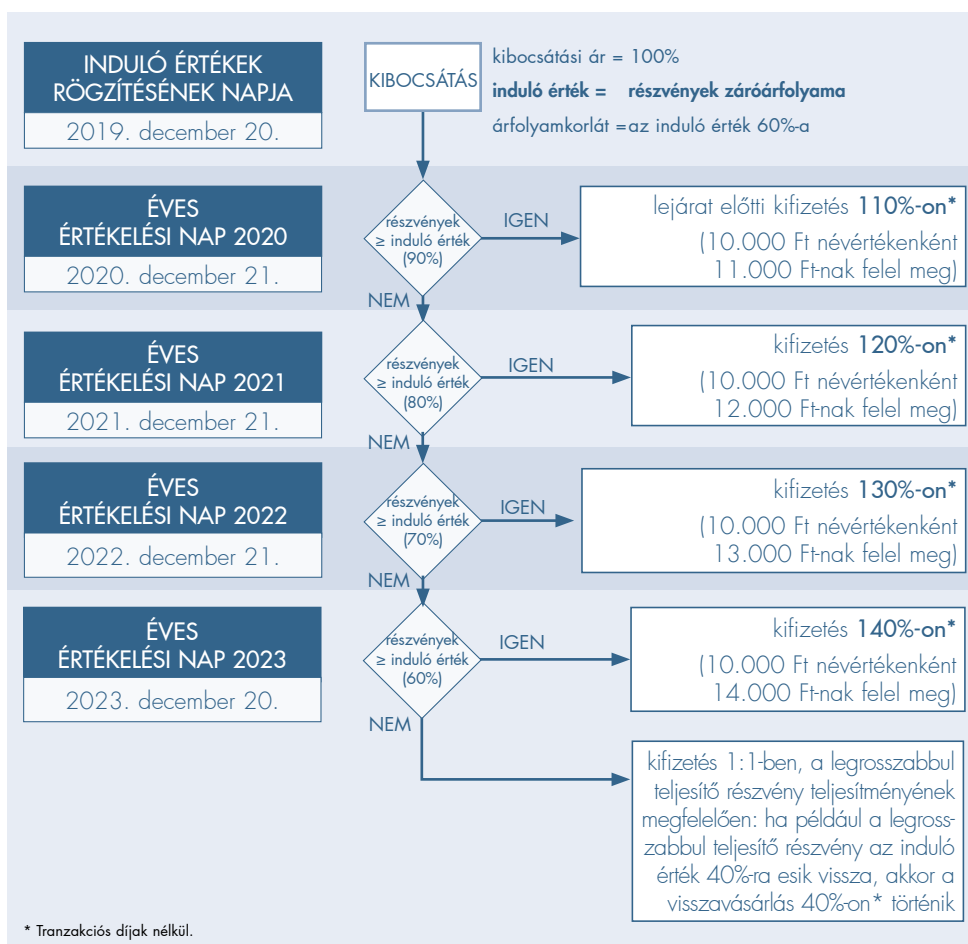 INDULÓ ÉRTÉKEK
RÖGZÍTÉSÉNEK NAPJA
2019. december 20.
KIBOCSÁTÁS
kibocsátási ár = 100%
induló érték = részvények záróárfolyama
árfolyamkorlát =az induló érték 60%-a
ÉVES
ÉRTÉKELÉSI NAP 2020
2020. december 21.
részvények
≥ induló érték
(90%)
IGEN
lejárat előtti kifizetés 110%-on*
(10.000 Ft névértékenként
11.000 Ft-nak felel meg)
NEM
ÉVES
ÉRTÉKELÉSI NAP 2021
2021. december 21.
részvények
≥ induló érték
(80%)
IGEN
kifizetés 120%-on*
(10.000 Ft névértékenként
12.000 Ft-nak felel meg)
NEM
ÉVES
ÉRTÉKELÉSI NAP 2022
2022. december 21.
részvények
≥ induló érték
(70%)
IGEN
kifizetés 130%-on*
(10.000 Ft névértékenként
13.000 Ft-nak felel meg)
NEM
ÉVES
ÉRTÉKELÉSI NAP 2023
2023. december 20.
részvények
≥ induló érték
(60%)
IGEN
kifizetés 140%-on*
(10.000 Ft névértékenként
14.000 Ft-nak felel meg)
NEM
kifizetés 1:1-ben, a legrosszabbul
teljesítő részvény teljesítményének
megfelelően: ha például a legrosz-
szabbul teljesítő részvény az induló
érték 40%-ra esik vissza, akkor a
visszavásárlás 40%-on* történik
* Tranzakciós díjak nélkül.